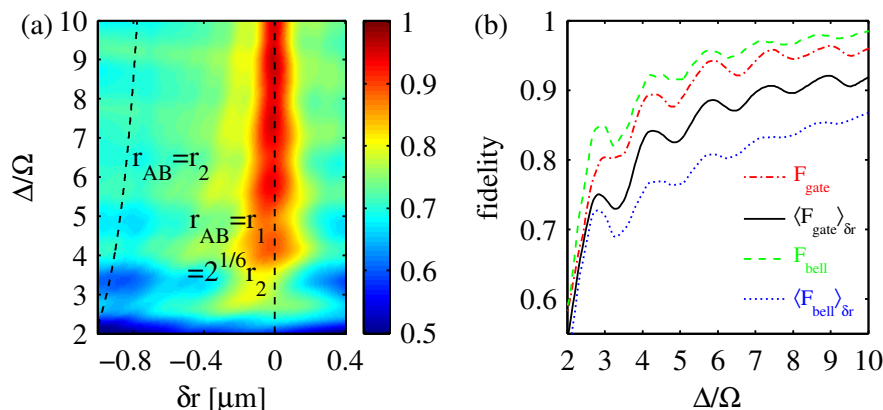 (a)
10
9
8
7
6
5
4
3
2
Δ/Ω
r_AB=r_2
r_AB=r_1
=2^1/6 r_2
−0.8
−0.4
0
0.4
δr [μm]
1
0.9
0.8
0.7
0.6
0.5
(b)
1
0.9
0.8
0.7
0.6
fidelity
F_gate
⟨F_gate⟩_δr
F_bell
⟨F_bell⟩_δr
2 3 4 5 6 7 8 9 10
Δ/Ω